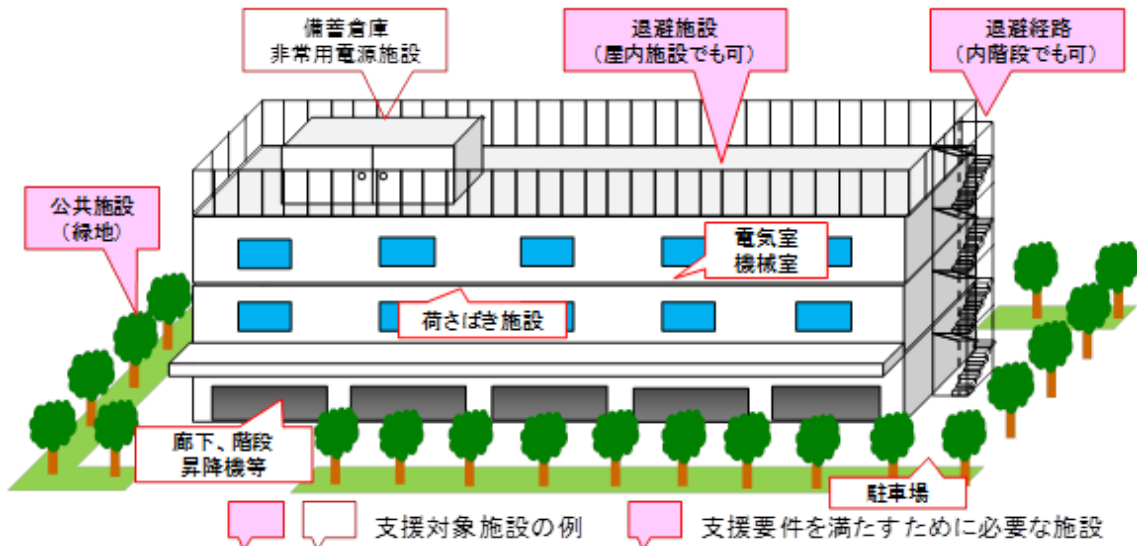 備蓄倉庫
非常用電源施設
退避施設
（屋内施設でも可）
退避経路
（内階段でも可）
公共施設
（緑地）
電気室
機械室
荷さばき施設
廊下、階段
昇降機等
駐車場
支援対象施設の例
支援要件を満たすために必要な施設